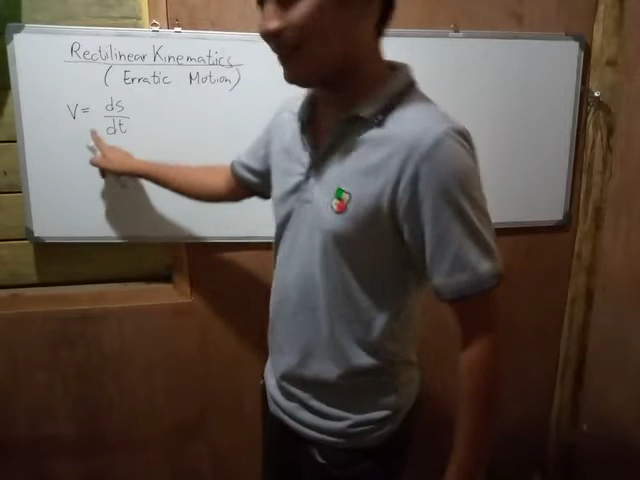 Rectilinear Kinematics
( Erratic Motion)
V = ds/dt